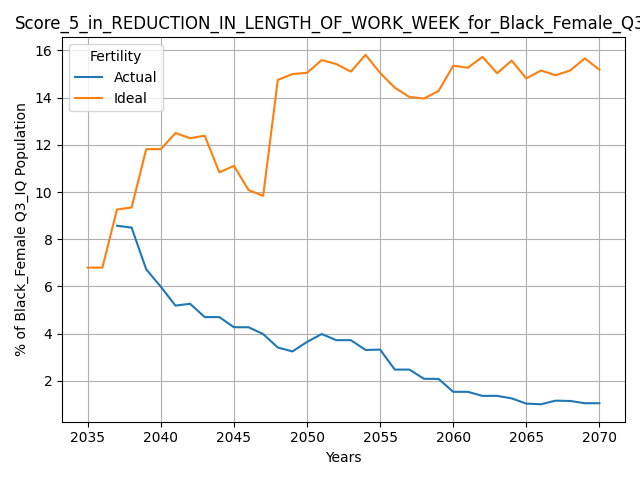 Score_5_in_REDUCTION_IN_LENGTH_OF_WORK_WEEK_for_Black_Female_Q3
Fertility
Actual
Ideal
16
14
12
10
8
6
4
2
% of Black_Female Q3_IQ Population
2035 2040 2045 2050 2055 2060 2065 2070
Years